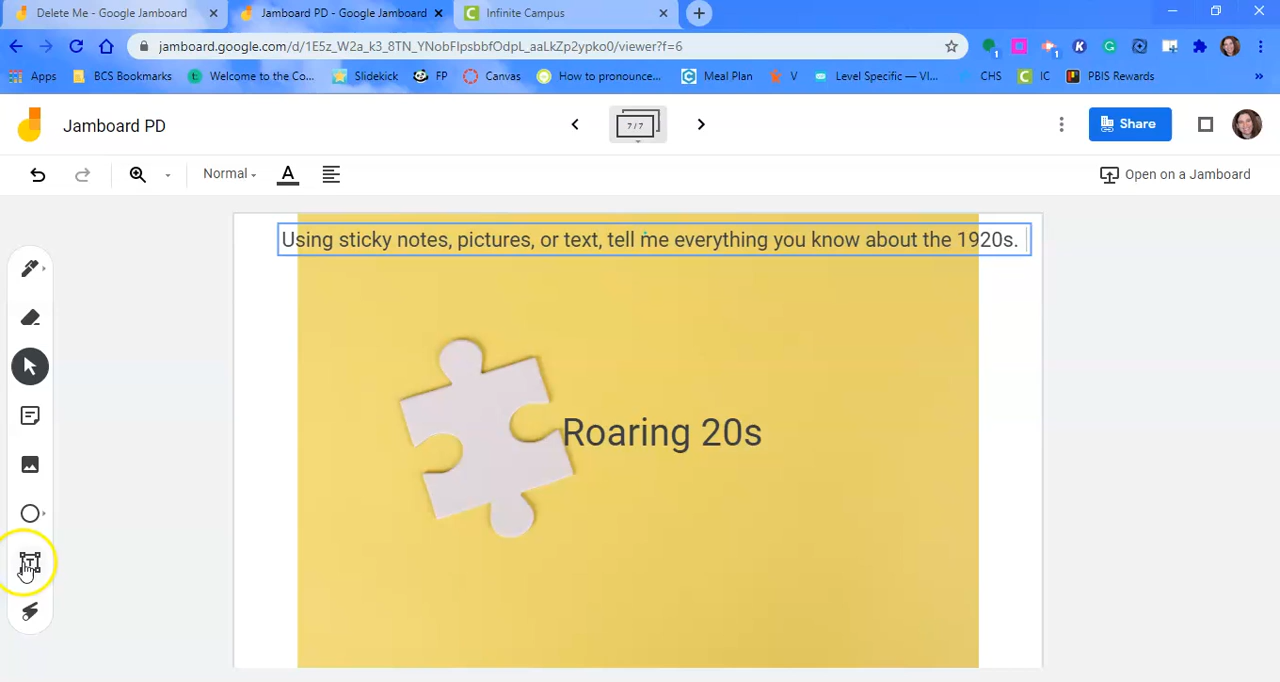 Delete Me - Google Jamboard
Jamboard PD - Google Jamboard
Infinite Campus
jamboard.google.com/d/1E5z_W2a_k3_8TN_YNobFIpsbbfOdpL_aaLkZp2ypko0/viewer?f=6
Apps BCS Bookmarks Welcome to the Co... Slidekick FP Canvas How to pronounce... Meal Plan V Level Specific — VI... CHS IC PBIS Rewards »
Jamboard PD
7 / 7
Share
Normal
Open on a Jamboard
Using sticky notes, pictures, or text, tell me everything you know about the 1920s.
Roaring 20s